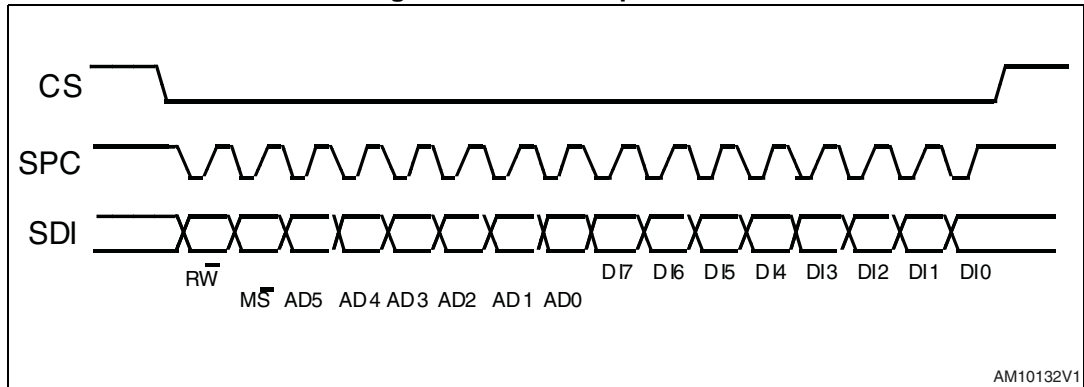 CS
SPC
SDI
RW̅ DI7 DI6 DI5 DI4 DI3 DI2 DI1 DI0
MS̅ AD5 AD4 AD3 AD2 AD1 AD0
AM10132V1